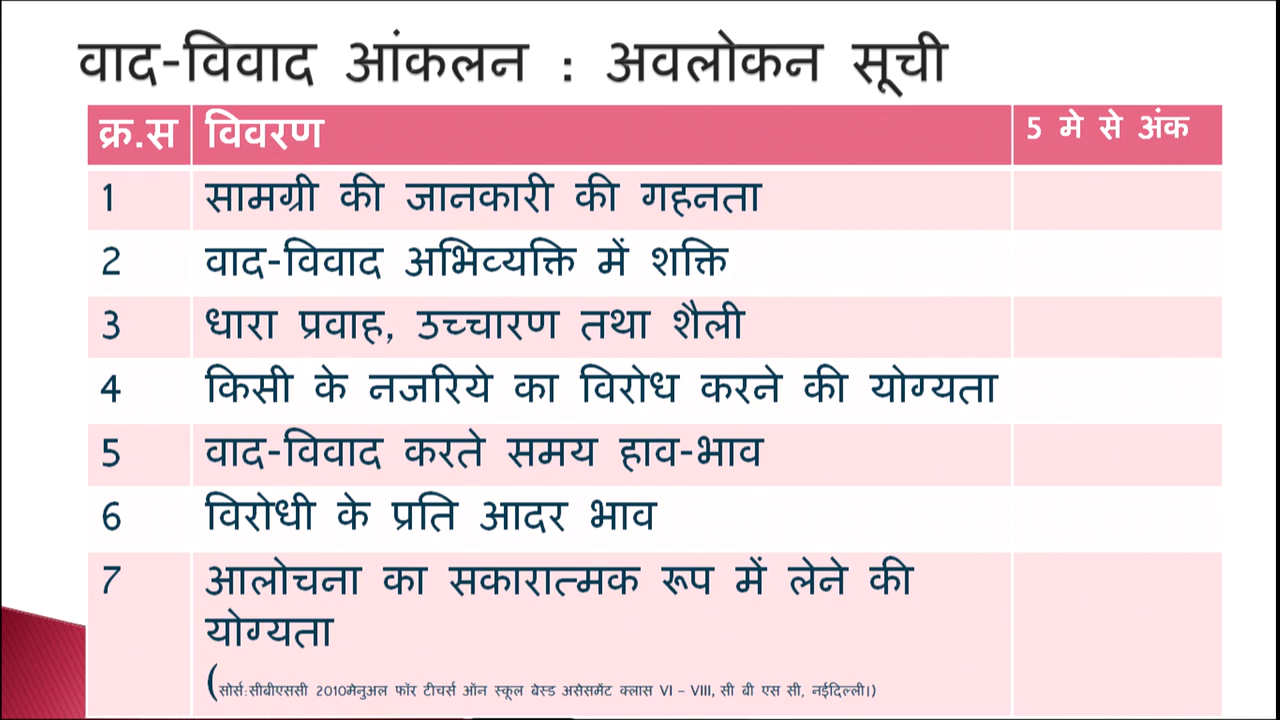 वाद-विवाद आंकलन : अवलोकन सूची
क्र.स विवरण 5 मे से अंक
1 सामग्री की जानकारी की गहनता
2 वाद-विवाद अभिव्यक्ति में शक्ति
3 धारा प्रवाह, उच्चारण तथा शैली
4 किसी के नजरिये का विरोध करने की योग्यता
5 वाद-विवाद करते समय हाव-भाव
6 विरोधी के प्रति आदर भाव
7 आलोचना का सकारात्मक रूप में लेने की
योग्यता
(सोर्स:सीबीएससी 2010मेनुअल फॉर टीचर्स ऑन स्कूल बेस्ड असेसमेंट क्लास VI – VIII, सी बी एस सी, नईदिल्ली।)